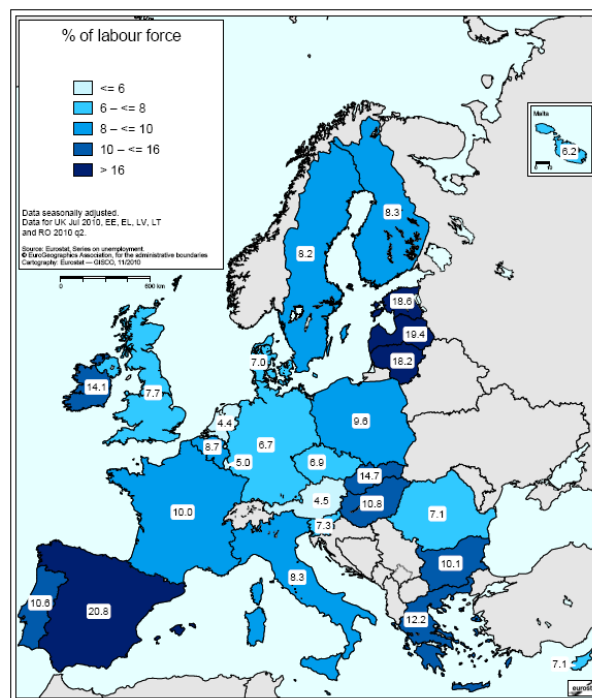 % of labour force
<= 6
6 – <= 8
8 – <= 10
10 – <= 16
> 16
Data seasonally adjusted.
Data for UK Jul 2010, EE, EL, LV, LT
and RO 2010 q2.
Source: Eurostat, Series on unemployment.
© EuroGeographics Association, for the administrative boundaries
Cartography: Eurostat — GISCO, 11/2010
0 600 km
Malta
6.2
0
8.3
8.2
18.6
19.4
18.2
7.0
14.1
7.7
4.4
9.6
8.7
5.0
6.7
6.9
14.7
4.5
10.8
10.0
7.3
7.1
10.1
8.3
10.6
20.8
12.2
7.1
eurost